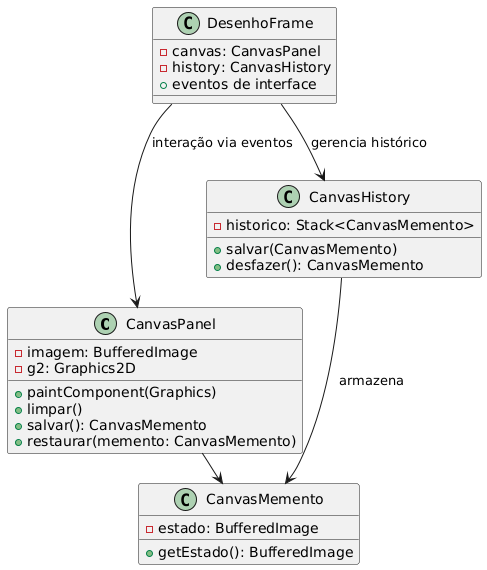 C DesenhoFrame
canvas: CanvasPanel
history: CanvasHistory
eventos de interface
interação via eventos
gerencia histórico
C CanvasHistory
historico: Stack<CanvasMemento>
salvar(CanvasMemento)
desfazer(): CanvasMemento
C CanvasPanel
imagem: BufferedImage
g2: Graphics2D
paintComponent(Graphics)
limpar()
salvar(): CanvasMemento
restaurar(memento: CanvasMemento)
armazena
C CanvasMemento
estado: BufferedImage
getEstado(): BufferedImage